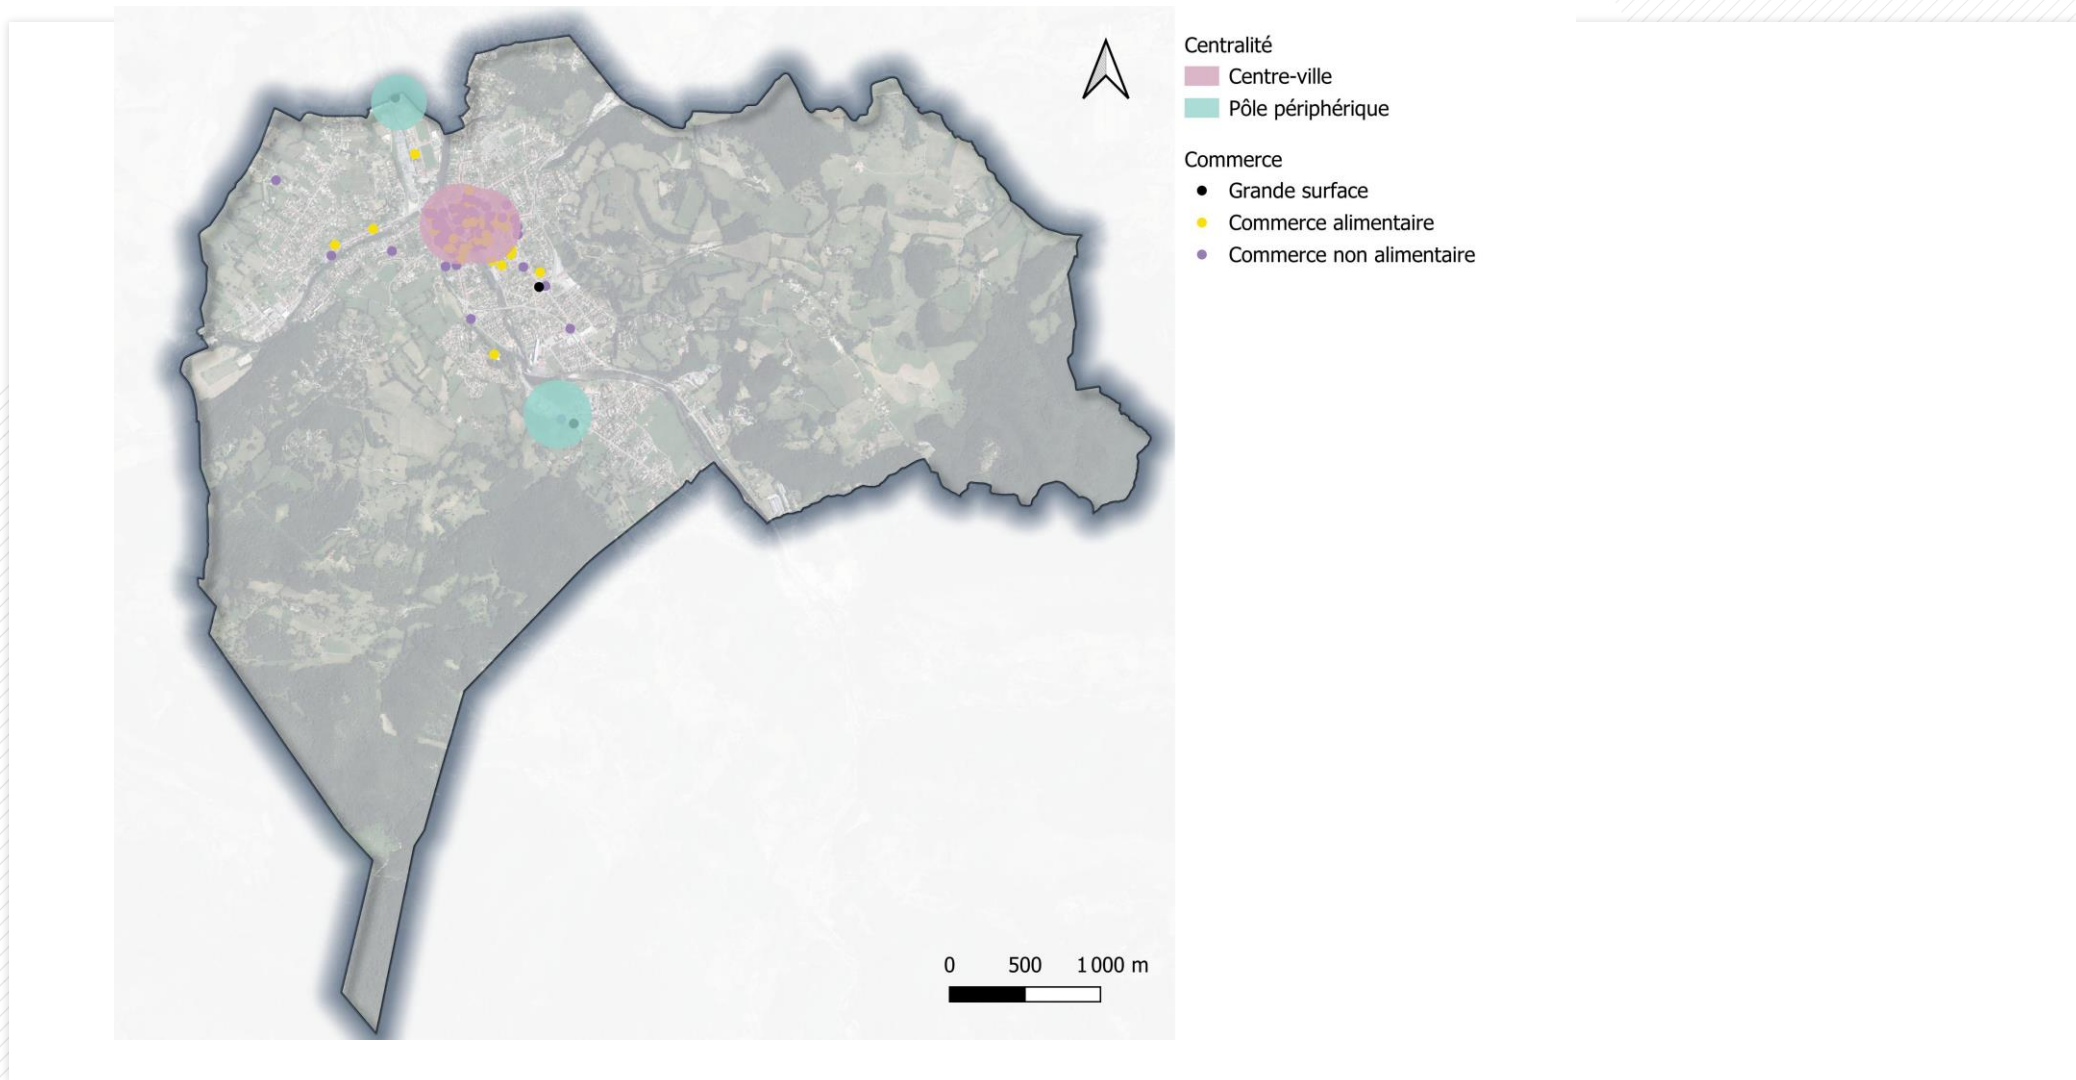 Centralité
Centre-ville
Pôle périphérique
Commerce
Grande surface
Commerce alimentaire
Commerce non alimentaire
0 500 1 000 m